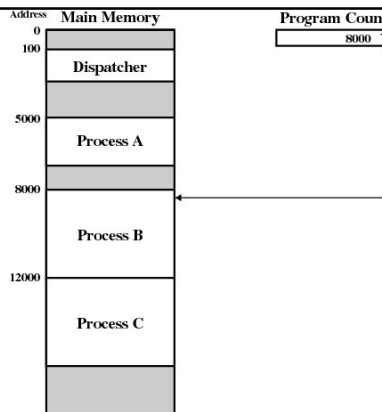 Address Main Memory
0
100
Dispatcher
5000
Process A
8000
Process B
12000
Process C
Program Coun
8000